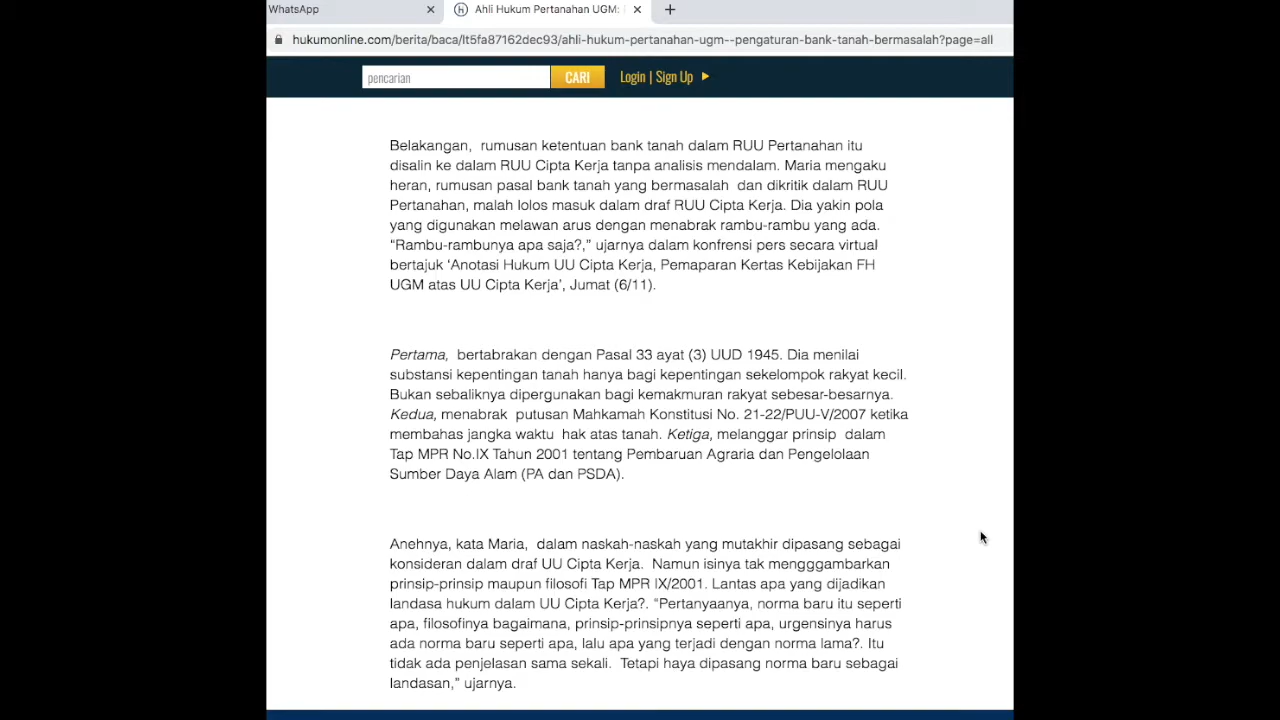 WhatsApp
Ahli Hukum Pertanahan UGM:
hukumonline.com/berita/baca/lt5fa87162dec93/ahli-hukum-pertanahan-ugm--pengaturan-bank-tanah-bermasalah?page=all
pencarian
CARI
Login | Sign Up
Belakangan, rumusan ketentuan bank tanah dalam RUU Pertanahan itu
disalin ke dalam RUU Cipta Kerja tanpa analisis mendalam. Maria mengaku
heran, rumusan pasal bank tanah yang bermasalah dan dikritik dalam RUU
Pertanahan, malah lolos masuk dalam draf RUU Cipta Kerja. Dia yakin pola
yang digunakan melawan arus dengan menabrak rambu-rambu yang ada.
“Rambu-rambunya apa saja?,” ujarnya dalam konfrensi pers secara virtual
bertajuk ‘Anotasi Hukum UU Cipta Kerja, Pemaparan Kertas Kebijakan FH
UGM atas UU Cipta Kerja’, Jumat (6/11).
Pertama, bertabrakan dengan Pasal 33 ayat (3) UUD 1945. Dia menilai
substansi kepentingan tanah hanya bagi kepentingan sekelompok rakyat kecil.
Bukan sebaliknya dipergunakan bagi kemakmuran rakyat sebesar-besarnya.
Kedua, menabrak putusan Mahkamah Konstitusi No. 21-22/PUU-V/2007 ketika
membahas jangka waktu hak atas tanah. Ketiga, melanggar prinsip dalam
Tap MPR No.IX Tahun 2001 tentang Pembaruan Agraria dan Pengelolaan
Sumber Daya Alam (PA dan PSDA).
Anehnya, kata Maria, dalam naskah-naskah yang mutakhir dipasang sebagai
konsideran dalam draf UU Cipta Kerja. Namun isinya tak mengggambarkan
prinsip-prinsip maupun filosofi Tap MPR IX/2001. Lantas apa yang dijadikan
landasa hukum dalam UU Cipta Kerja?. “Pertanyaanya, norma baru itu seperti
apa, filosofinya bagaimana, prinsip-prinsipnya seperti apa, urgensinya harus
ada norma baru seperti apa, lalu apa yang terjadi dengan norma lama?. Itu
tidak ada penjelasan sama sekali. Tetapi haya dipasang norma baru sebagai
landasan,” ujarnya.